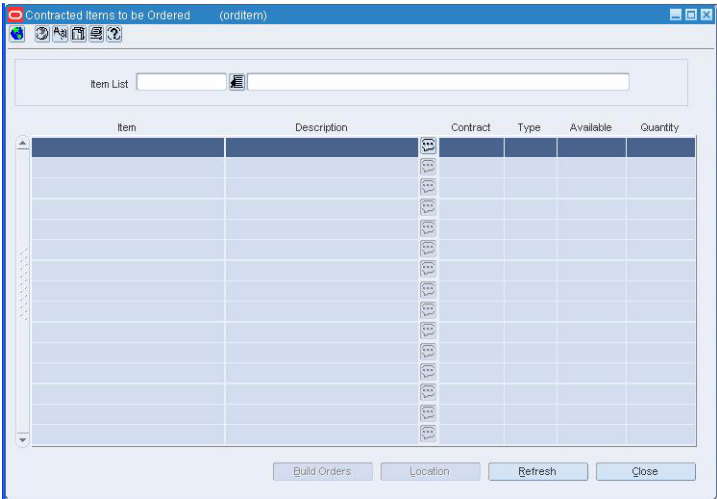 Contracted Items to be Ordered (orditem)
Item List
Item Description Contract Type Available Quantity
Build Orders Location Refresh Close